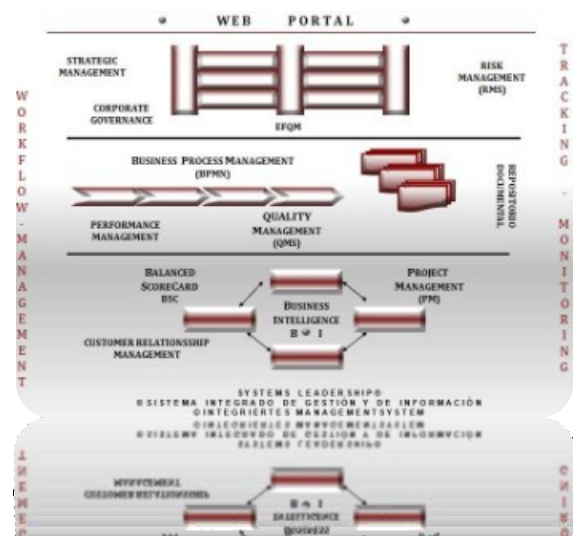 WEB PORTAL
STRATEGIC
MANAGEMENT
CORPORATE
GOVERNANCE
EFQM
RISK
MANAGEMENT
(RMS)
WORKFLOW-MANAGEMENT
TRACKING - MONITORING
BUSINESS PROCESS MANAGEMENT
(BPMN)
PERFORMANCE
MANAGEMENT
QUALITY
MANAGEMENT
(QMS)
REPOSITORIO
DOCUMENTAL
BALANCED
SCORECARD
BSC
PROJECT
MANAGEMENT
(PM)
BUSINESS
INTELLIGENCE
B I
CUSTOMER RELATIONSSHIP
MANAGEMENT
SYSTEMS LEADERSHIP©
©SISTEMA INTEGRADO DE GESTIÓN Y DE INFORMACIÓN
©INTEGRIERTES MANAGEMENTSYSTEM